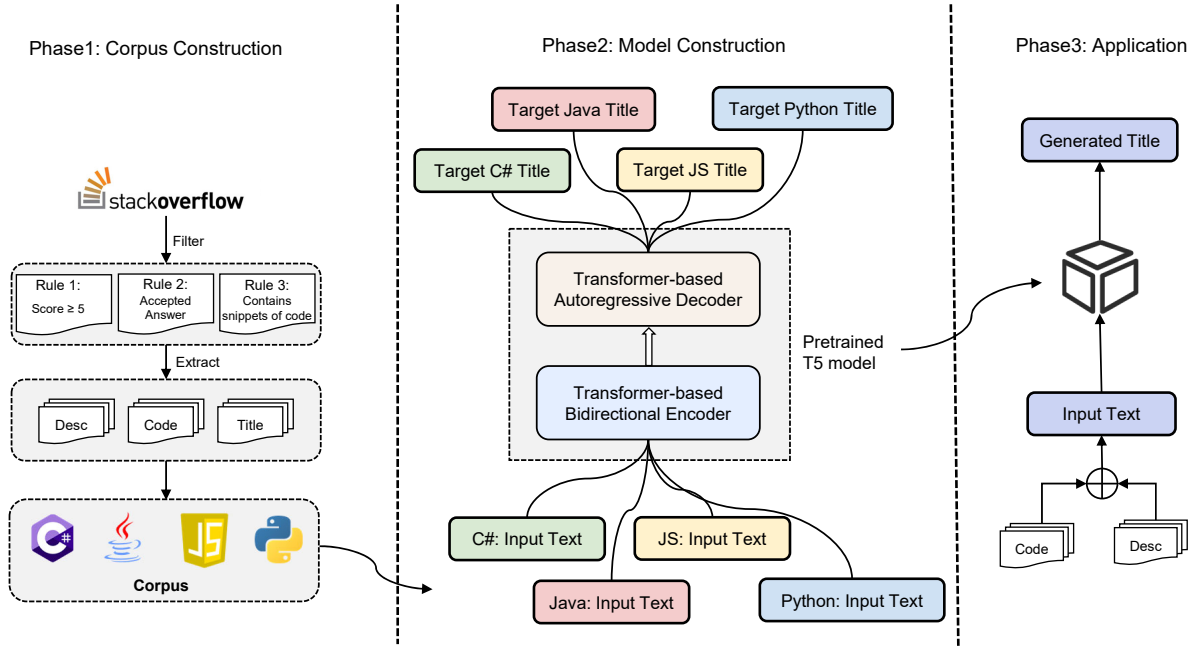 Phase1: Corpus Construction
stackoverflow
Filter
Rule 1:
Score ≥ 5
Rule 2:
Accepted
Answer
Rule 3:
Contains
snippets of code
Extract
Desc
Code
Title
C#
Java
JS
Corpus
Phase2: Model Construction
Target Java Title
Target Python Title
Target C# Title
Target JS Title
Transformer-based
Autoregressive Decoder
Transformer-based
Bidirectional Encoder
Pretrained
T5 model
C#: Input Text
JS: Input Text
Java: Input Text
Python: Input Text
Phase3: Application
Generated Title
Input Text
Code
Desc